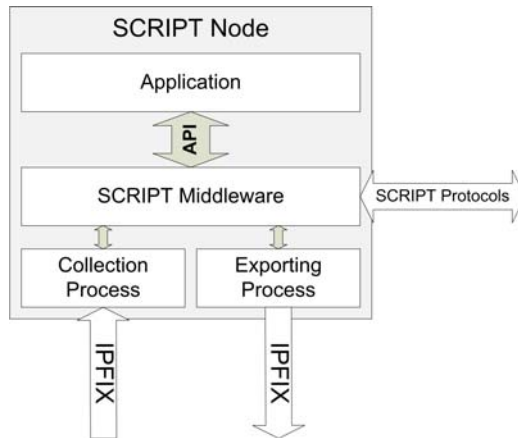 SCRIPT Node
Application
API
SCRIPT Middleware
SCRIPT Protocols
Collection
Process
Exporting
Process
IPFIX
IPFIX